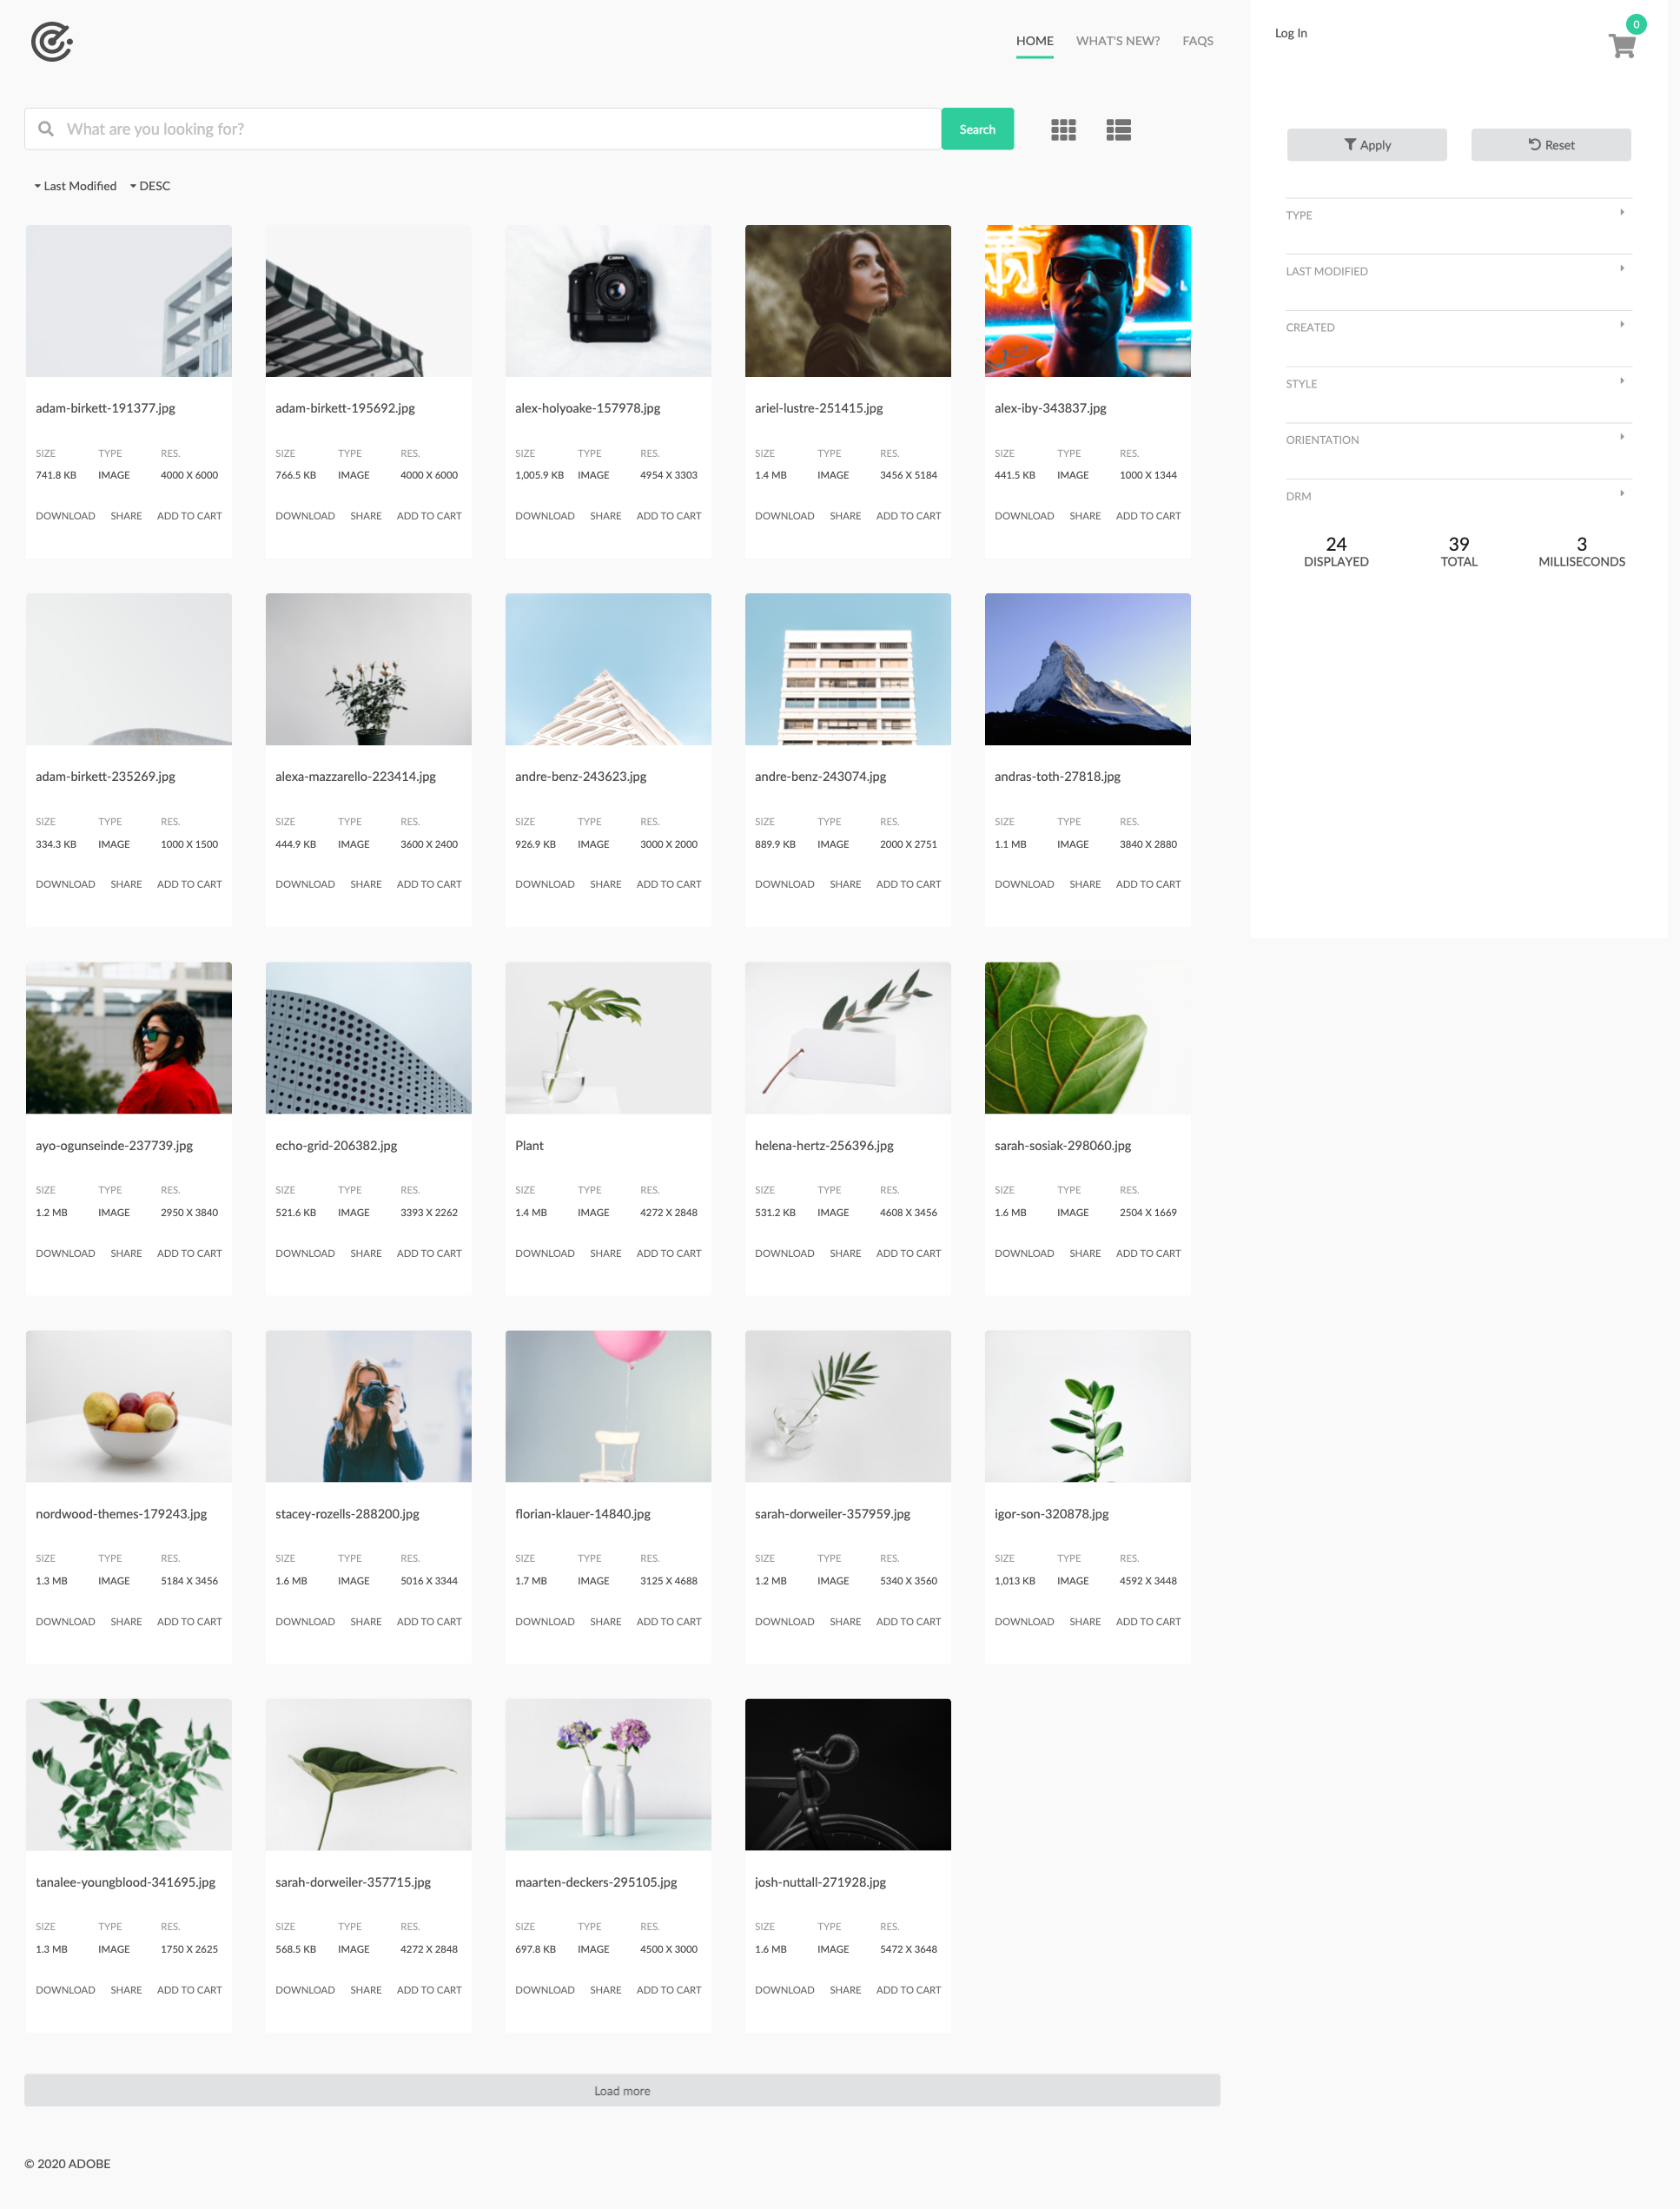 HOME WHAT'S NEW? FAQS
Log In
0
What are you looking for?
Search
Apply
Reset
Last Modified DESC
TYPE
LAST MODIFIED
CREATED
STYLE
ORIENTATION
DRM
24 39 3
DISPLAYED TOTAL MILLISECONDS
Canon
adam-birkett-191377.jpg adam-birkett-195692.jpg alex-holyoake-157978.jpg ariel-lustre-251415.jpg alex-iby-343837.jpg
SIZE TYPE RES. SIZE TYPE RES. SIZE TYPE RES. SIZE TYPE RES. SIZE TYPE RES.
741.8 KB IMAGE 4000 X 6000 766.5 KB IMAGE 4000 X 6000 1,005.9 KB IMAGE 4954 X 3303 1.4 MB IMAGE 3456 X 5184 441.5 KB IMAGE 1000 X 1344
DOWNLOAD SHARE ADD TO CART DOWNLOAD SHARE ADD TO CART DOWNLOAD SHARE ADD TO CART DOWNLOAD SHARE ADD TO CART DOWNLOAD SHARE ADD TO CART
adam-birkett-235269.jpg alexa-mazzarello-223414.jpg andre-benz-243623.jpg andre-benz-243074.jpg andras-toth-27818.jpg
SIZE TYPE RES. SIZE TYPE RES. SIZE TYPE RES. SIZE TYPE RES. SIZE TYPE RES.
334.3 KB IMAGE 1000 X 1500 444.9 KB IMAGE 3600 X 2400 926.9 KB IMAGE 3000 X 2000 889.9 KB IMAGE 2000 X 2751 1.1 MB IMAGE 3840 X 2880
DOWNLOAD SHARE ADD TO CART DOWNLOAD SHARE ADD TO CART DOWNLOAD SHARE ADD TO CART DOWNLOAD SHARE ADD TO CART DOWNLOAD SHARE ADD TO CART
ayo-ogunseinde-237739.jpg echo-grid-206382.jpg Plant helena-hertz-256396.jpg sarah-sosiak-298060.jpg
SIZE TYPE RES. SIZE TYPE RES. SIZE TYPE RES. SIZE TYPE RES. SIZE TYPE RES.
1.2 MB IMAGE 2950 X 3840 521.6 KB IMAGE 3393 X 2262 1.4 MB IMAGE 4272 X 2848 531.2 KB IMAGE 4608 X 3456 1.6 MB IMAGE 2504 X 1669
DOWNLOAD SHARE ADD TO CART DOWNLOAD SHARE ADD TO CART DOWNLOAD SHARE ADD TO CART DOWNLOAD SHARE ADD TO CART DOWNLOAD SHARE ADD TO CART
nordwood-themes-179243.jpg stacey-rozells-288200.jpg florian-klauer-14840.jpg sarah-dorweiler-357959.jpg igor-son-320878.jpg
SIZE TYPE RES. SIZE TYPE RES. SIZE TYPE RES. SIZE TYPE RES. SIZE TYPE RES.
1.3 MB IMAGE 5184 X 3456 1.6 MB IMAGE 5016 X 3344 1.7 MB IMAGE 3125 X 4688 1.2 MB IMAGE 5340 X 3560 1,013 KB IMAGE 4592 X 3448
DOWNLOAD SHARE ADD TO CART DOWNLOAD SHARE ADD TO CART DOWNLOAD SHARE ADD TO CART DOWNLOAD SHARE ADD TO CART DOWNLOAD SHARE ADD TO CART
tanalee-youngblood-341695.jpg sarah-dorweiler-357715.jpg maarten-deckers-295105.jpg josh-nuttall-271928.jpg
SIZE TYPE RES. SIZE TYPE RES. SIZE TYPE RES. SIZE TYPE RES.
1.3 MB IMAGE 1750 X 2625 568.5 KB IMAGE 4272 X 2848 697.8 KB IMAGE 4500 X 3000 1.6 MB IMAGE 5472 X 3648
DOWNLOAD SHARE ADD TO CART DOWNLOAD SHARE ADD TO CART DOWNLOAD SHARE ADD TO CART DOWNLOAD SHARE ADD TO CART
Load more
© 2020 ADOBE